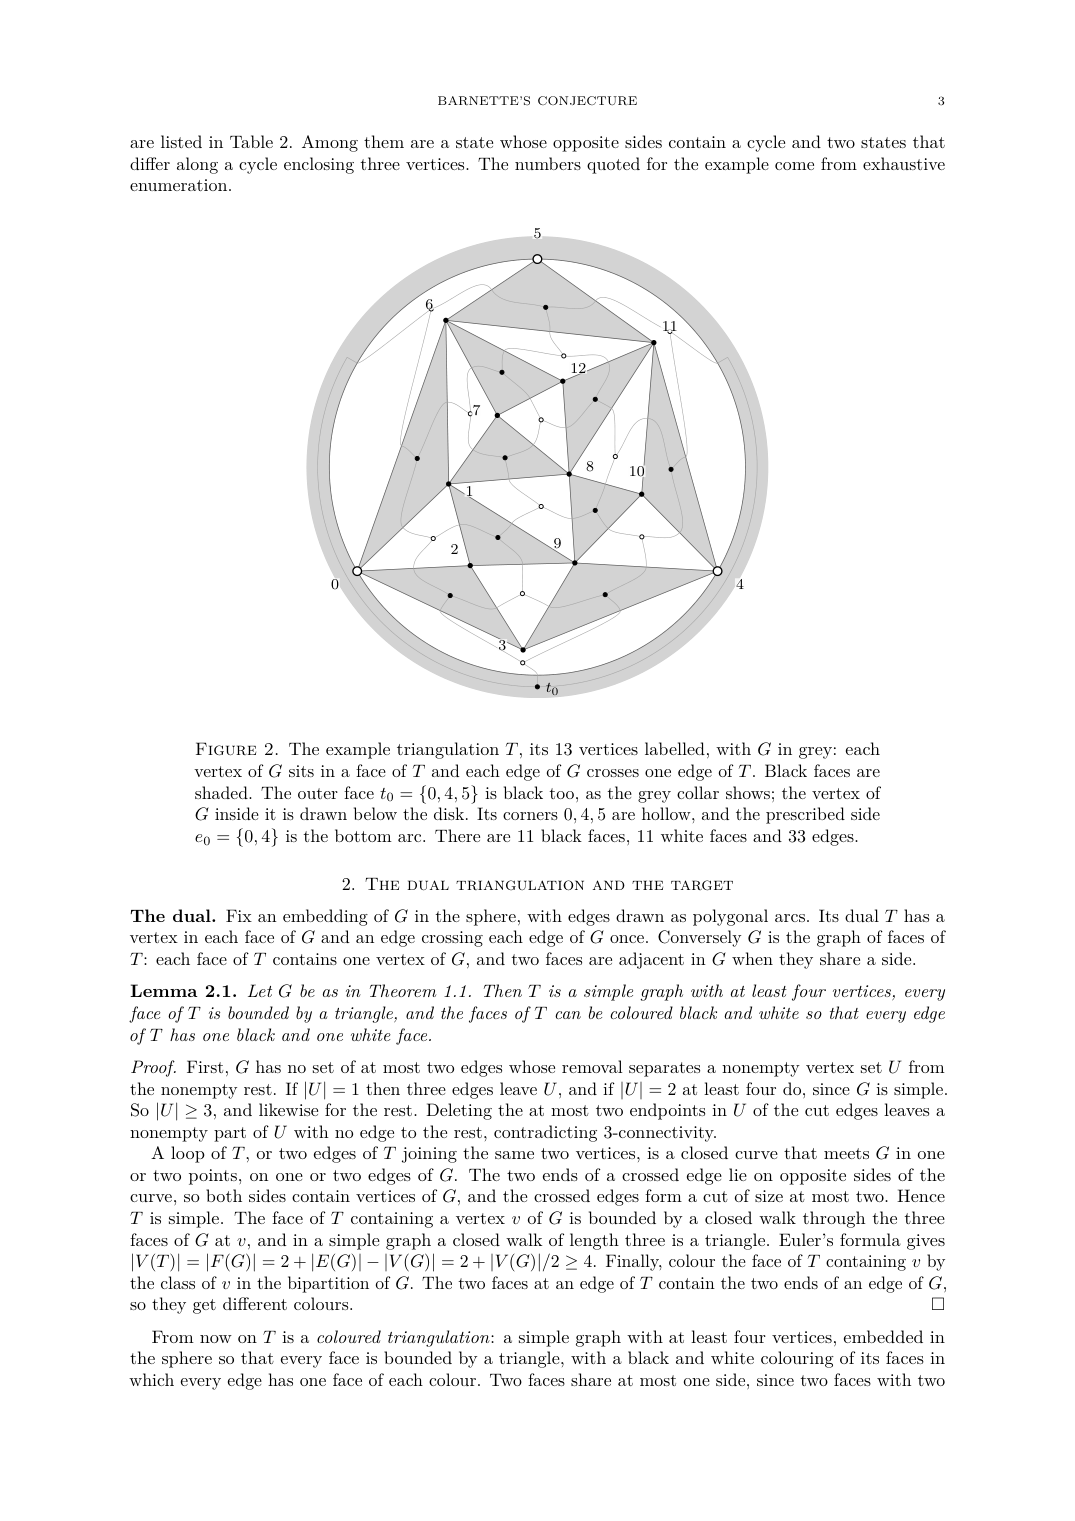 BARNETTE'S CONJECTURE 3
are listed in Table 2. Among them are a state whose opposite sides contain a cycle and two states that
differ along a cycle enclosing three vertices. The numbers quoted for the example come from exhaustive
enumeration.
5
6
11
12
7
8
10
1
9
2
0
4
3
t₀
FIGURE 2. The example triangulation T, its 13 vertices labelled, with G in grey: each
vertex of G sits in a face of T and each edge of G crosses one edge of T. Black faces are
shaded. The outer face t₀ = {0, 4, 5} is black too, as the grey collar shows; the vertex of
G inside it is drawn below the disk. Its corners 0, 4, 5 are hollow, and the prescribed side
e₀ = {0, 4} is the bottom arc. There are 11 black faces, 11 white faces and 33 edges.
2. THE DUAL TRIANGULATION AND THE TARGET
The dual. Fix an embedding of G in the sphere, with edges drawn as polygonal arcs. Its dual T has a
vertex in each face of G and an edge crossing each edge of G once. Conversely G is the graph of faces of
T: each face of T contains one vertex of G, and two faces are adjacent in G when they share a side.
Lemma 2.1. Let G be as in Theorem 1.1. Then T is a simple graph with at least four vertices, every
face of T is bounded by a triangle, and the faces of T can be coloured black and white so that every edge
of T has one black and one white face.
Proof. First, G has no set of at most two edges whose removal separates a nonempty vertex set U from
the nonempty rest. If |U| = 1 then three edges leave U, and if |U| = 2 at least four do, since G is simple.
So |U| ≥ 3, and likewise for the rest. Deleting the at most two endpoints in U of the cut edges leaves a
nonempty part of U with no edge to the rest, contradicting 3-connectivity.
A loop of T, or two edges of T joining the same two vertices, is a closed curve that meets G in one
or two points, on one or two edges of G. The two ends of a crossed edge lie on opposite sides of the
curve, so both sides contain vertices of G, and the crossed edges form a cut of size at most two. Hence
T is simple. The face of T containing a vertex v of G is bounded by a closed walk through the three
faces of G at v, and in a simple graph a closed walk of length three is a triangle. Euler's formula gives
|V(T)| = |F(G)| = 2 + |E(G)| − |V(G)| = 2 + |V(G)|/2 ≥ 4. Finally, colour the face of T containing v by
the class of v in the bipartition of G. The two faces at an edge of T contain the two ends of an edge of G,
so they get different colours. □
From now on T is a coloured triangulation: a simple graph with at least four vertices, embedded in
the sphere so that every face is bounded by a triangle, with a black and white colouring of its faces in
which every edge has one face of each colour. Two faces share at most one side, since two faces with two